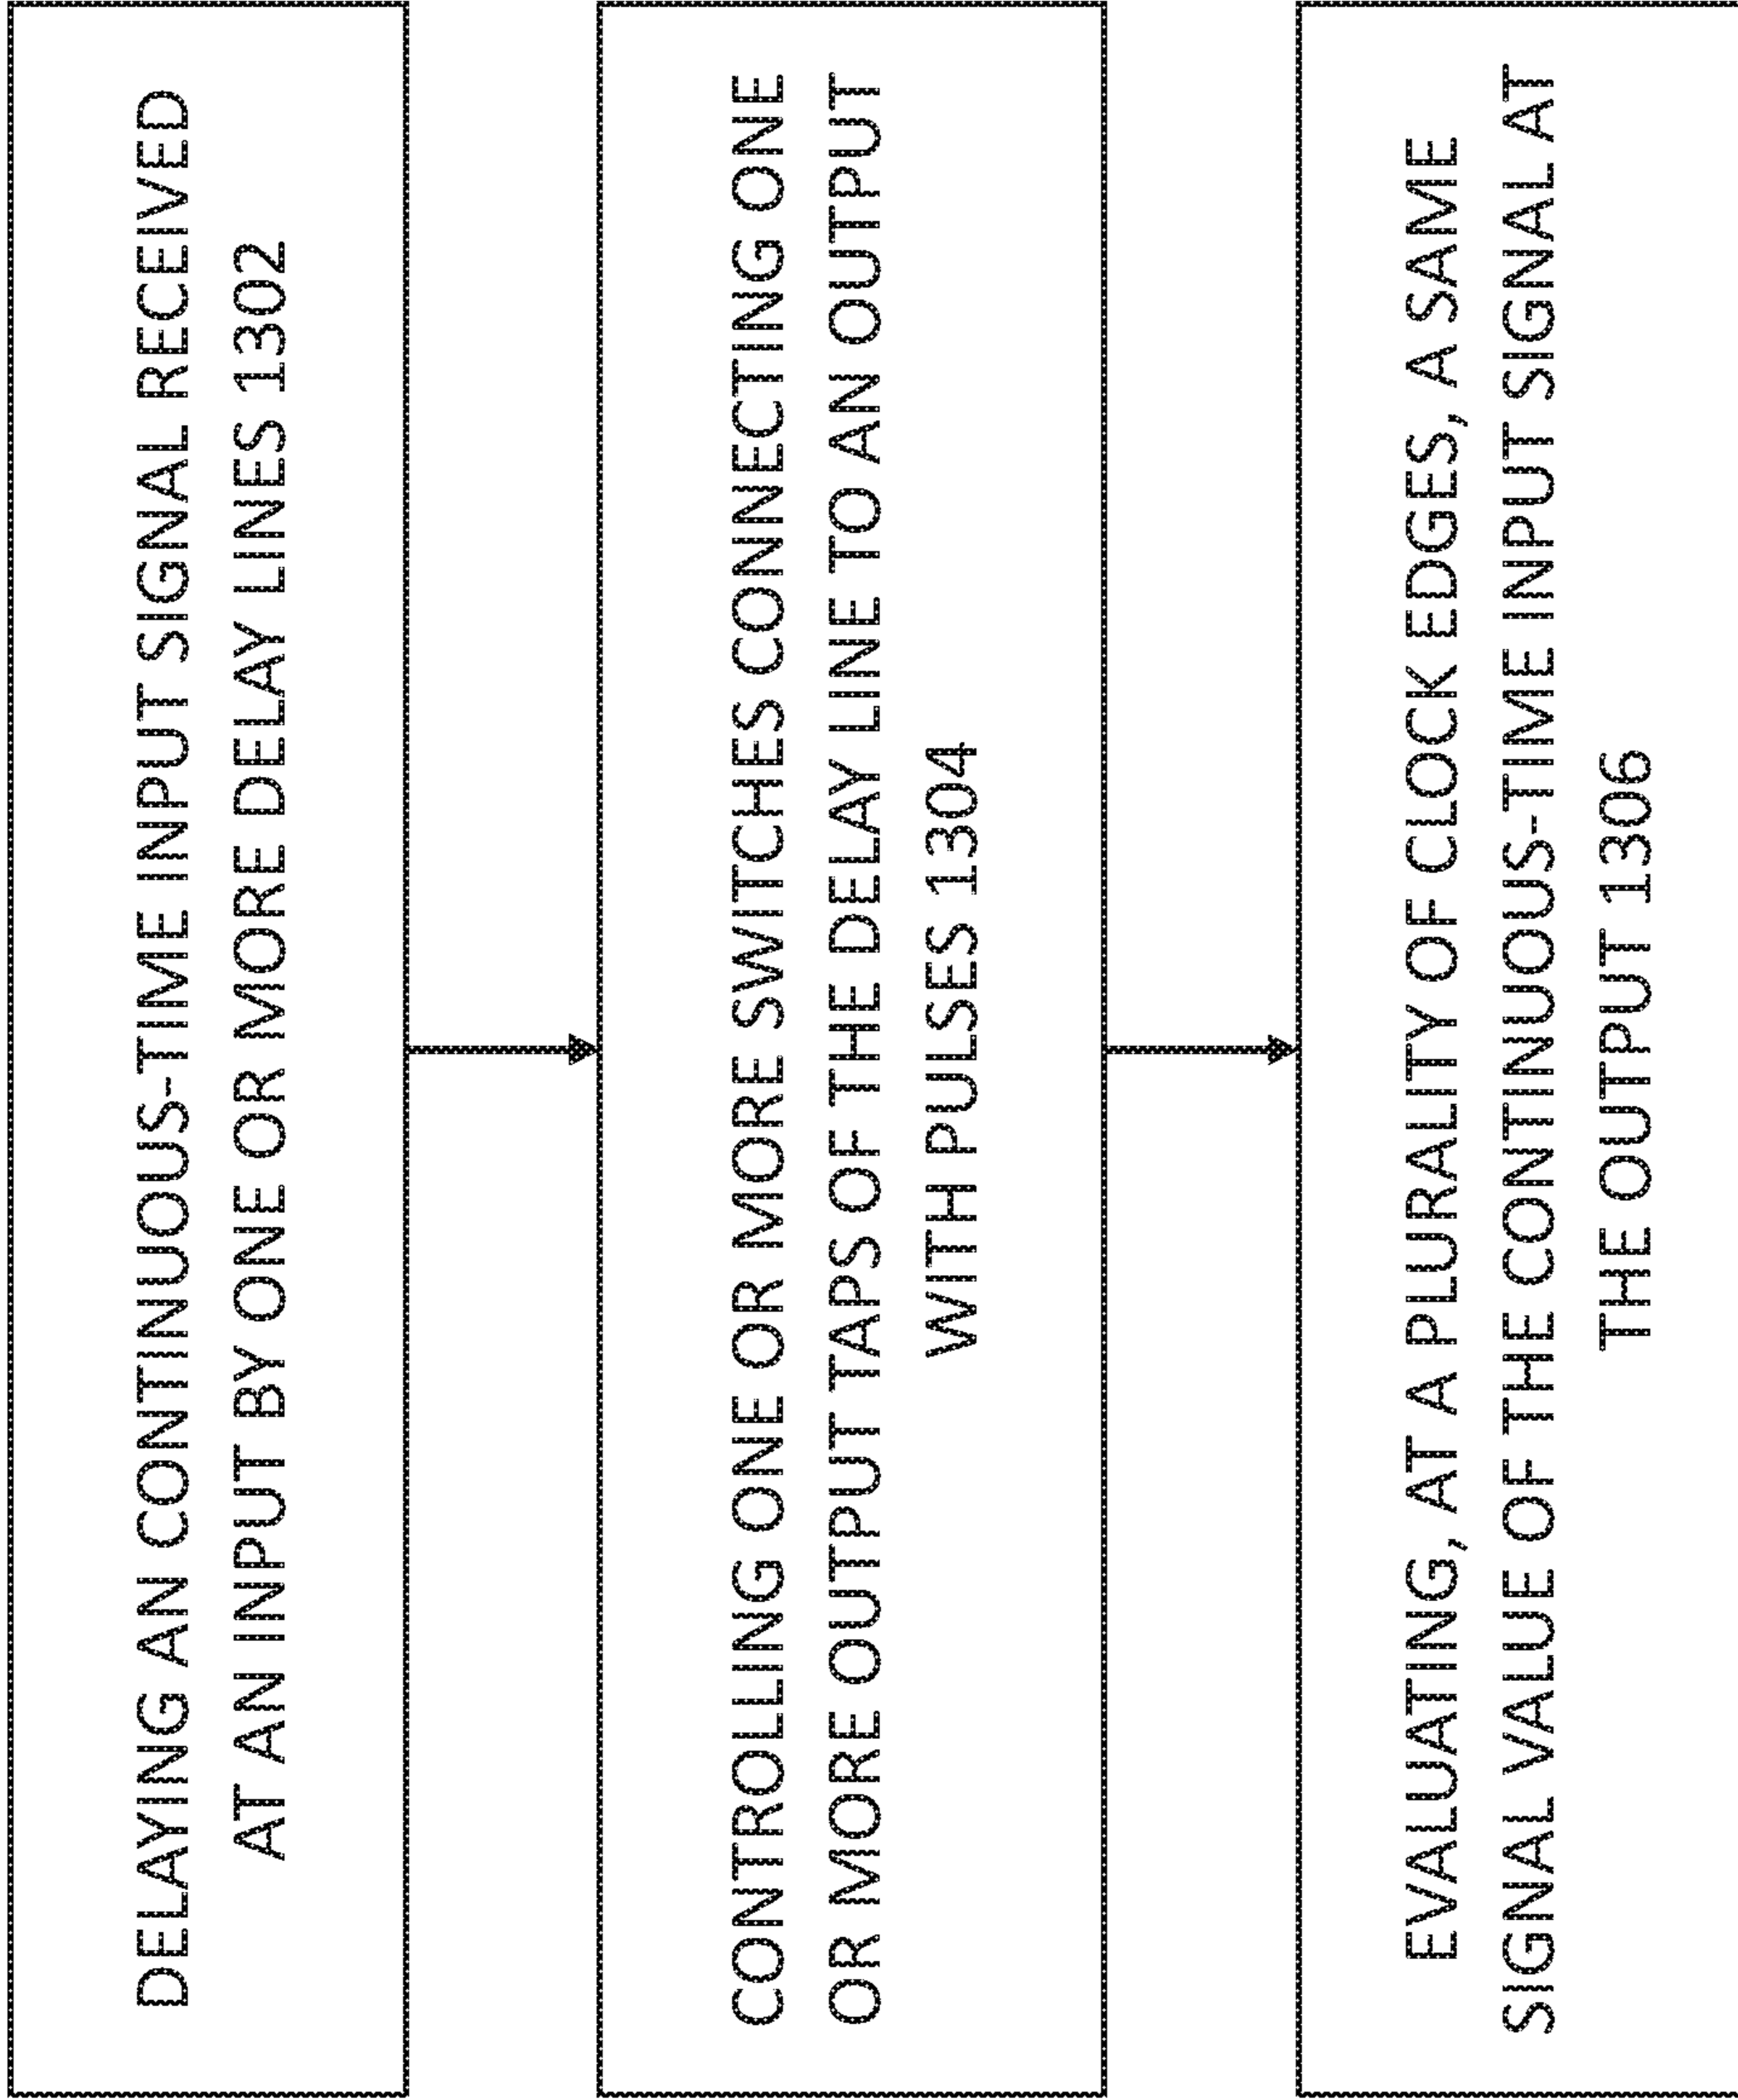 DELAYING AN CONTINUOUS-TIME INPUT SIGNAL RECEIVED
AT AN INPUT BY ONE OR MORE DELAY LINES 1302
CONTROLLING ONE OR MORE SWITCHES CONNECTING ONE
OR MORE OUTPUT TAPS OF THE DELAY LINE TO AN OUTPUT
WITH PULSES 1304
EVALUATING, AT A PLURALITY OF CLOCK EDGES, A SAME
SIGNAL VALUE OF THE CONTINUOUS-TIME INPUT SIGNAL AT
THE OUTPUT 1306